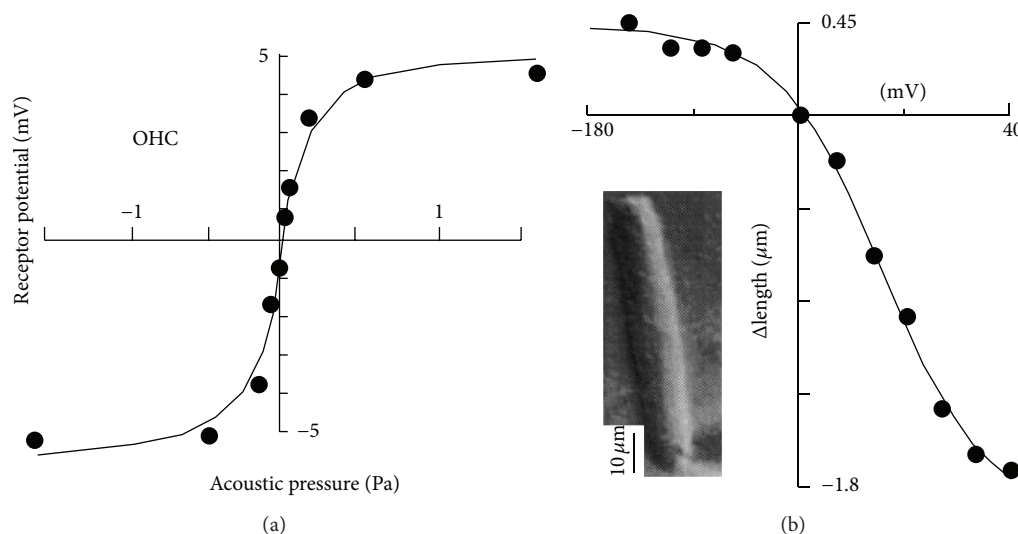 5
OHC
−1
1
Receptor potential (mV)
−5
Acoustic pressure (Pa)
(a)
0.45
(mV)
−180
40
Δlength (μm)
10 μm
−1.8
(b)